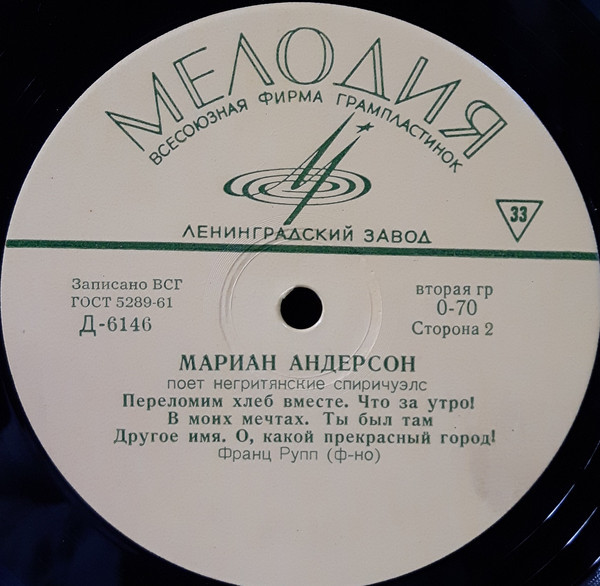 МЕЛОДИЯ
ВСЕСОЮЗНАЯ ФИРМА ГРАМПЛАСТИНОК
ЛЕНИНГРАДСКИЙ ЗАВОД
33
Записано ВСГ
ГОСТ 5289-61
Д-6146
вторая гр
0-70
Сторона 2
МАРИАН АНДЕРСОН
поет негритянские спиричуэлс
Переломим хлеб вместе. Что за утро!
В моих мечтах. Ты был там
Другое имя. О, какой прекрасный город!
Франц Рупп (ф-но)